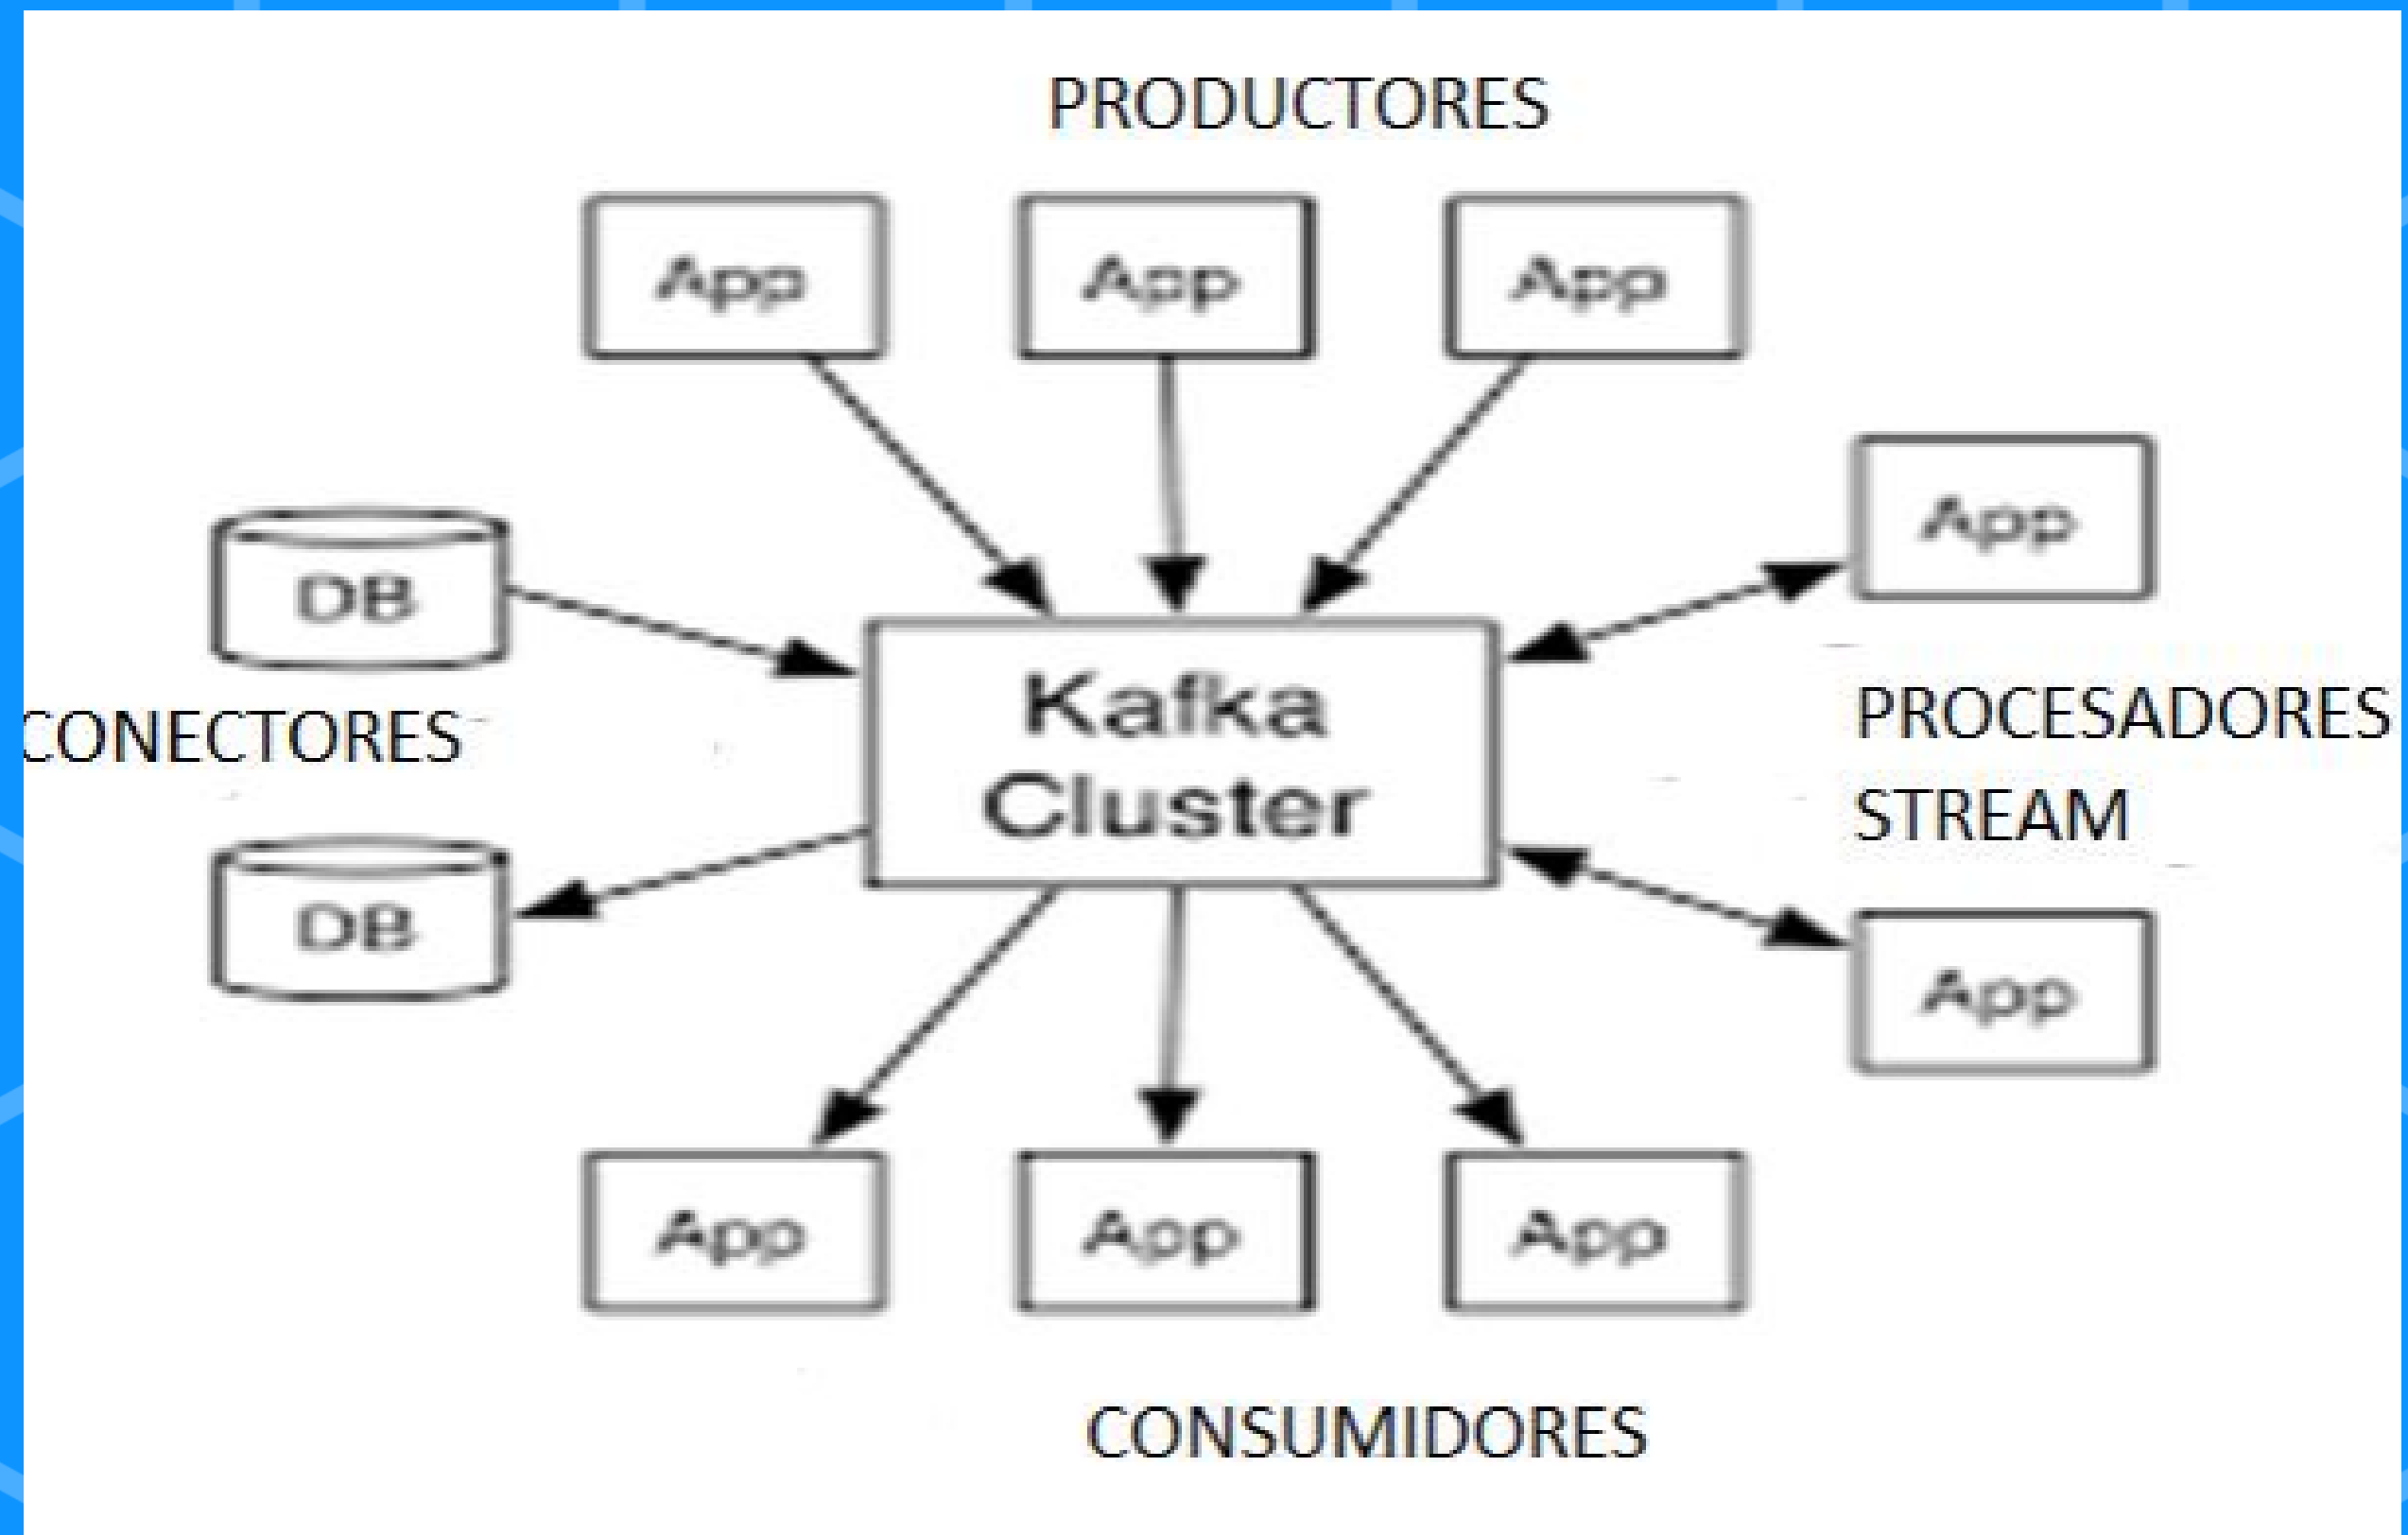 PRODUCTORES
App
App
App
App
DB
Kafka
Cluster
CONECTORES
PROCESADORES
STREAM
DB
App
App
App
App
CONSUMIDORES